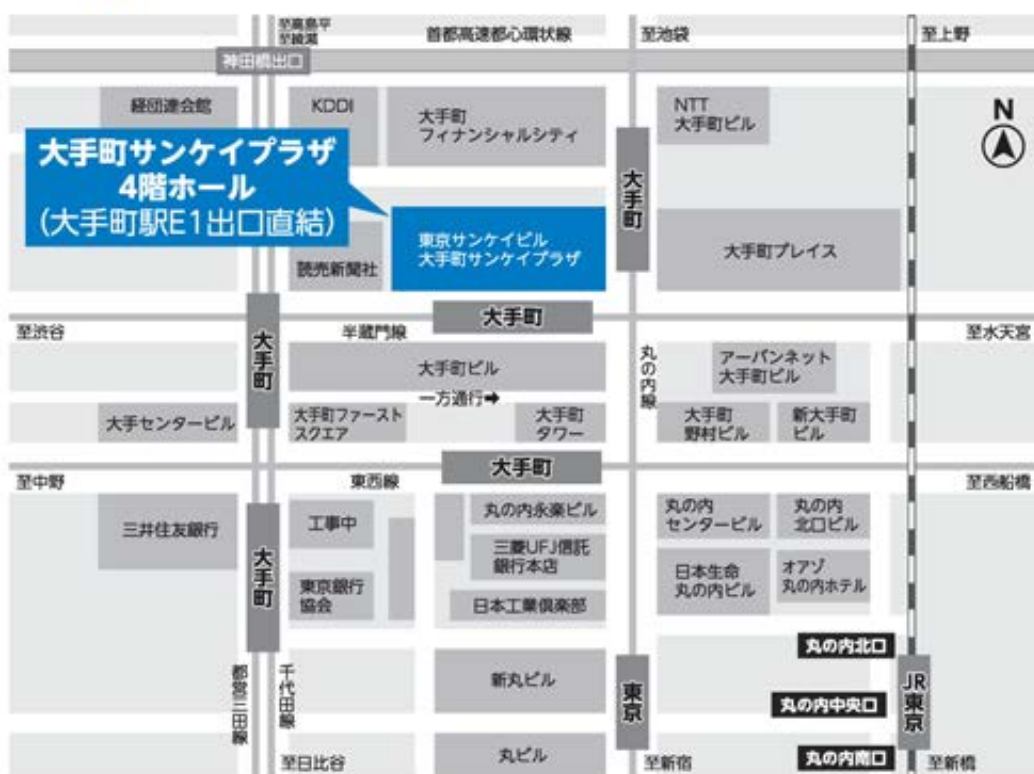 至高島平
至綾瀬
首都高速都心環状線
至池袋
至上野
神田橋出口
経団連会館
KDDI
大手町
フィナンシャルシティ
NTT
大手町ビル
N
大手町サンケイプラザ
4階ホール
(大手町駅E1出口直結)
大手町
東京サンケイビル
大手町サンケイプラザ
読売新聞社
大手町プレイス
大手町
至渋谷
半蔵門線
至水天宮
大手町
大手町ビル
丸の内線
アーバンネット
大手町ビル
一方通行➡
大手センタービル
大手町ファースト
スクエア
大手町
タワー
大手町
野村ビル
新大手町
ビル
大手町
至中野
東西線
至西船橋
三井住友銀行
大手町
工事中
丸の内永楽ビル
丸の内
センタービル
丸の内
北口ビル
三菱UFJ信託
銀行本店
東京銀行
協会
日本生命
丸の内ビル
オアゾ
丸の内ホテル
日本工業倶楽部
丸の内北口
都営三田線
千代田線
新丸ビル
東京
丸の内中央口
JR
東京
至日比谷
丸ビル
至新宿
丸の内南口
至新橋